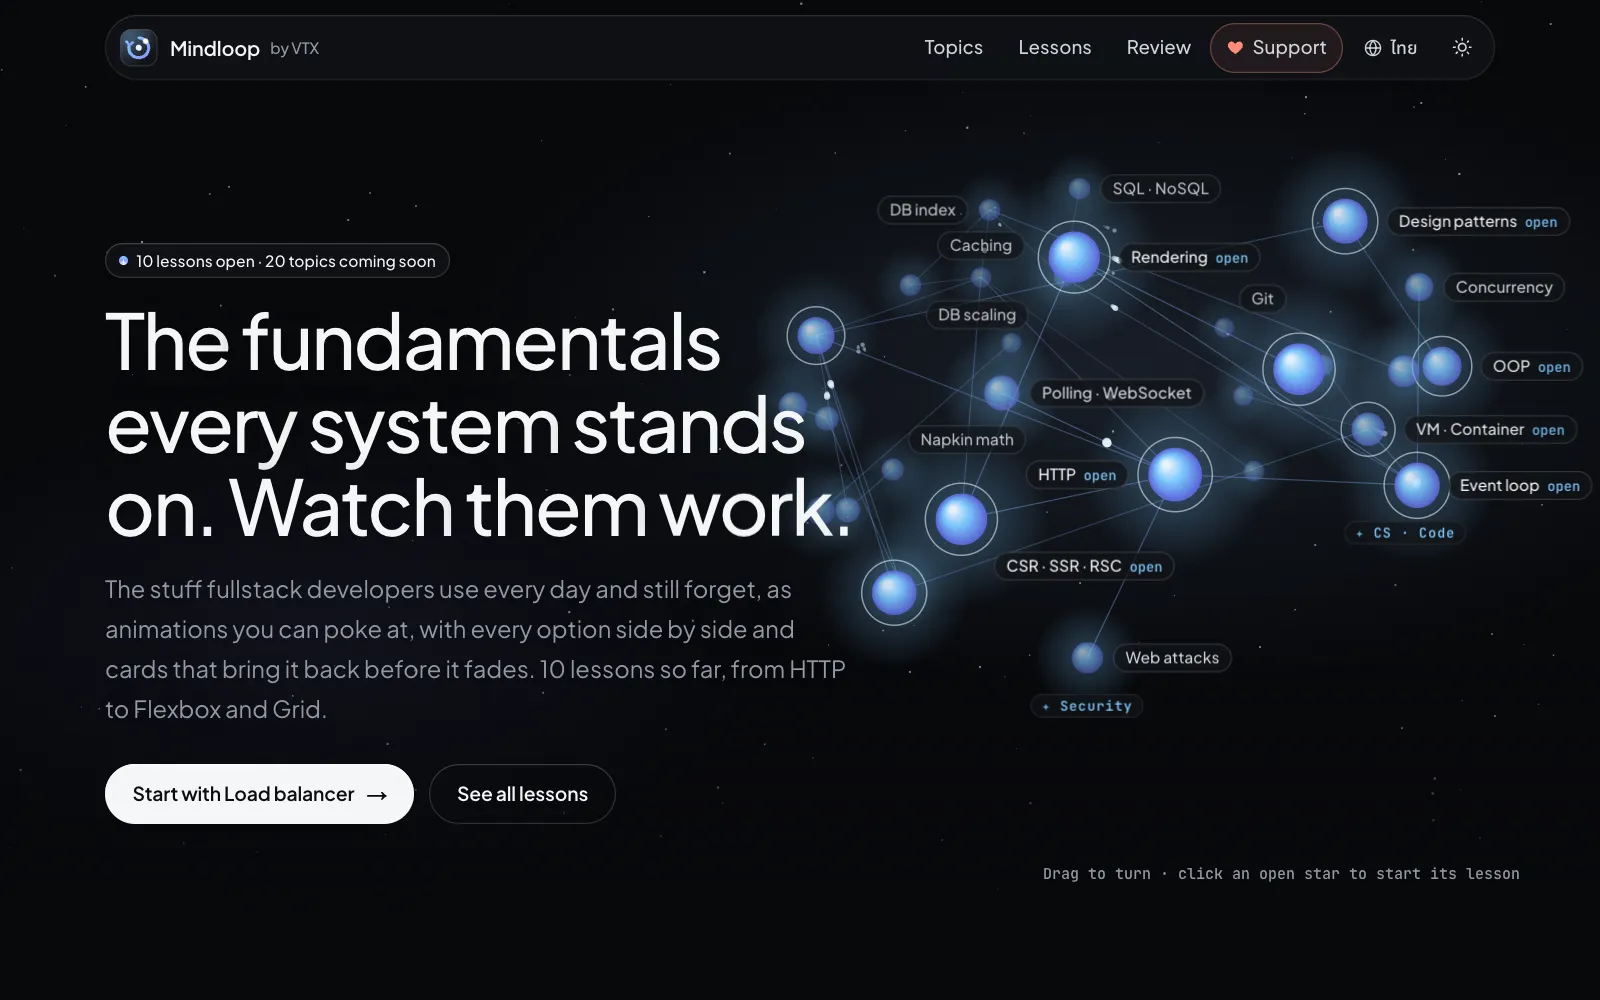 Mindloop by VTX
Topics
Lessons
Review
Support
ไทย
10 lessons open · 20 topics coming soon
The fundamentals
every system stands
on. Watch them work.
The stuff fullstack developers use every day and still forget, as
animations you can poke at, with every option side by side and
cards that bring it back before it fades. 10 lessons so far, from HTTP
to Flexbox and Grid.
Start with Load balancer →
See all lessons
SQL · NoSQL
DB index
Design patterns open
Caching
Rendering open
Concurrency
Git
DB scaling
OOP open
Polling · WebSocket
VM · Container open
Napkin math
HTTP open
Event loop open
+ CS · Code
CSR · SSR · RSC open
Web attacks
+ Security
Drag to turn · click an open star to start its lesson